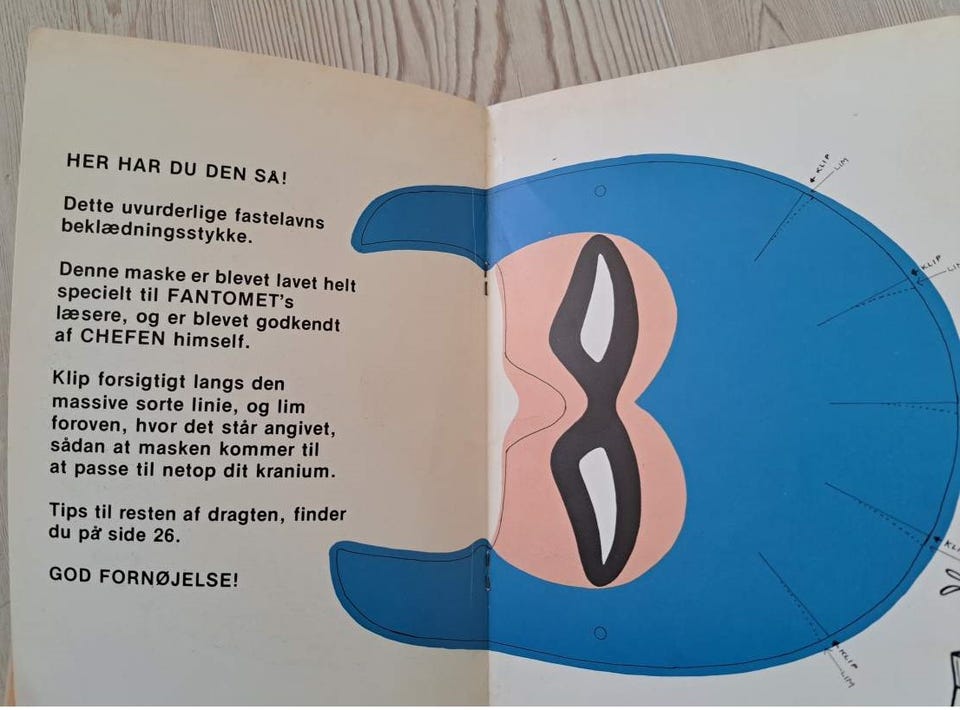 HER HAR DU DEN SÅ!
Dette uvurderlige fastelavns
beklædningsstykke.
Denne maske er blevet lavet helt
specielt til FANTOMET's
læsere, og er blevet godkendt
af CHEFEN himself.
Klip forsigtigt langs den
massive sorte linie, og lim
foroven, hvor det står angivet,
sådan at masken kommer til
at passe til netop dit kranium.
Tips til resten af dragten, finder
du på side 26.
GOD FORNØJELSE!
KLIP
LIM
KLIP
LIM
KLIP
KLIP
LIM